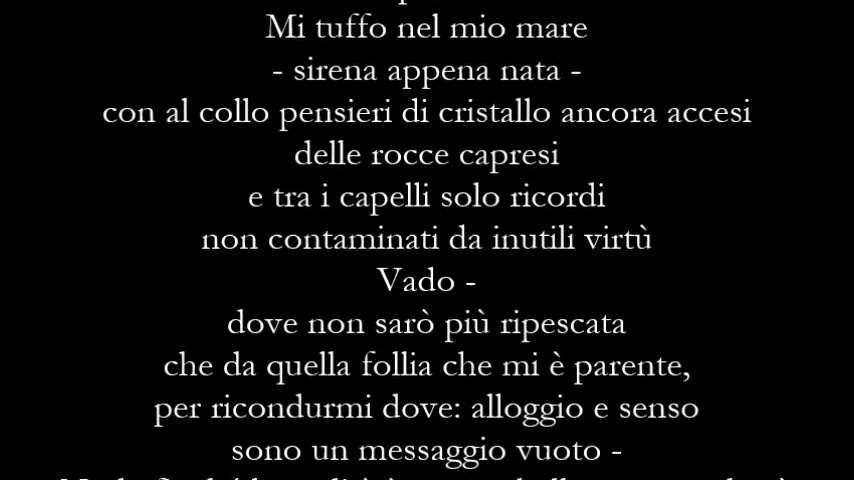 Mi tuffo nel mio mare
- sirena appena nata -
con al collo pensieri di cristallo ancora accesi
delle rocce capresi
e tra i capelli solo ricordi
non contaminati da inutili virtù
Vado -
dove non sarò più ripescata
che da quella follia che mi è parente,
per ricondurmi dove: alloggio e senso
sono un messaggio vuoto -